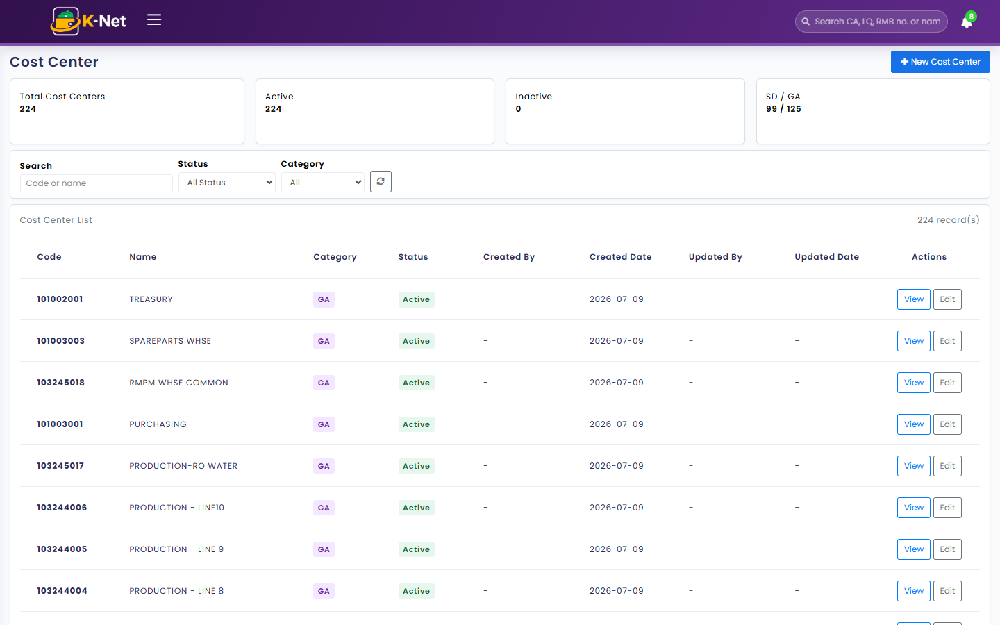 K-Net
Search CA, LQ, RMB no. or nam
8
Cost Center
New Cost Center
Total Cost Centers
224
Active
224
Inactive
0
SD / GA
99 / 125
Search
Code or name
Status
All Status
Category
All
Cost Center List
224 record(s)
Code Name Category Status Created By Created Date Updated By Updated Date Actions
101002001 TREASURY GA Active - 2026-07-09 - - View Edit
101003003 SPAREPARTS WHSE GA Active - 2026-07-09 - - View Edit
103245018 RMPM WHSE COMMON GA Active - 2026-07-09 - - View Edit
101003001 PURCHASING GA Active - 2026-07-09 - - View Edit
103245017 PRODUCTION-RO WATER GA Active - 2026-07-09 - - View Edit
103244006 PRODUCTION - LINE10 GA Active - 2026-07-09 - - View Edit
103244005 PRODUCTION - LINE 9 GA Active - 2026-07-09 - - View Edit
103244004 PRODUCTION - LINE 8 GA Active - 2026-07-09 - - View Edit